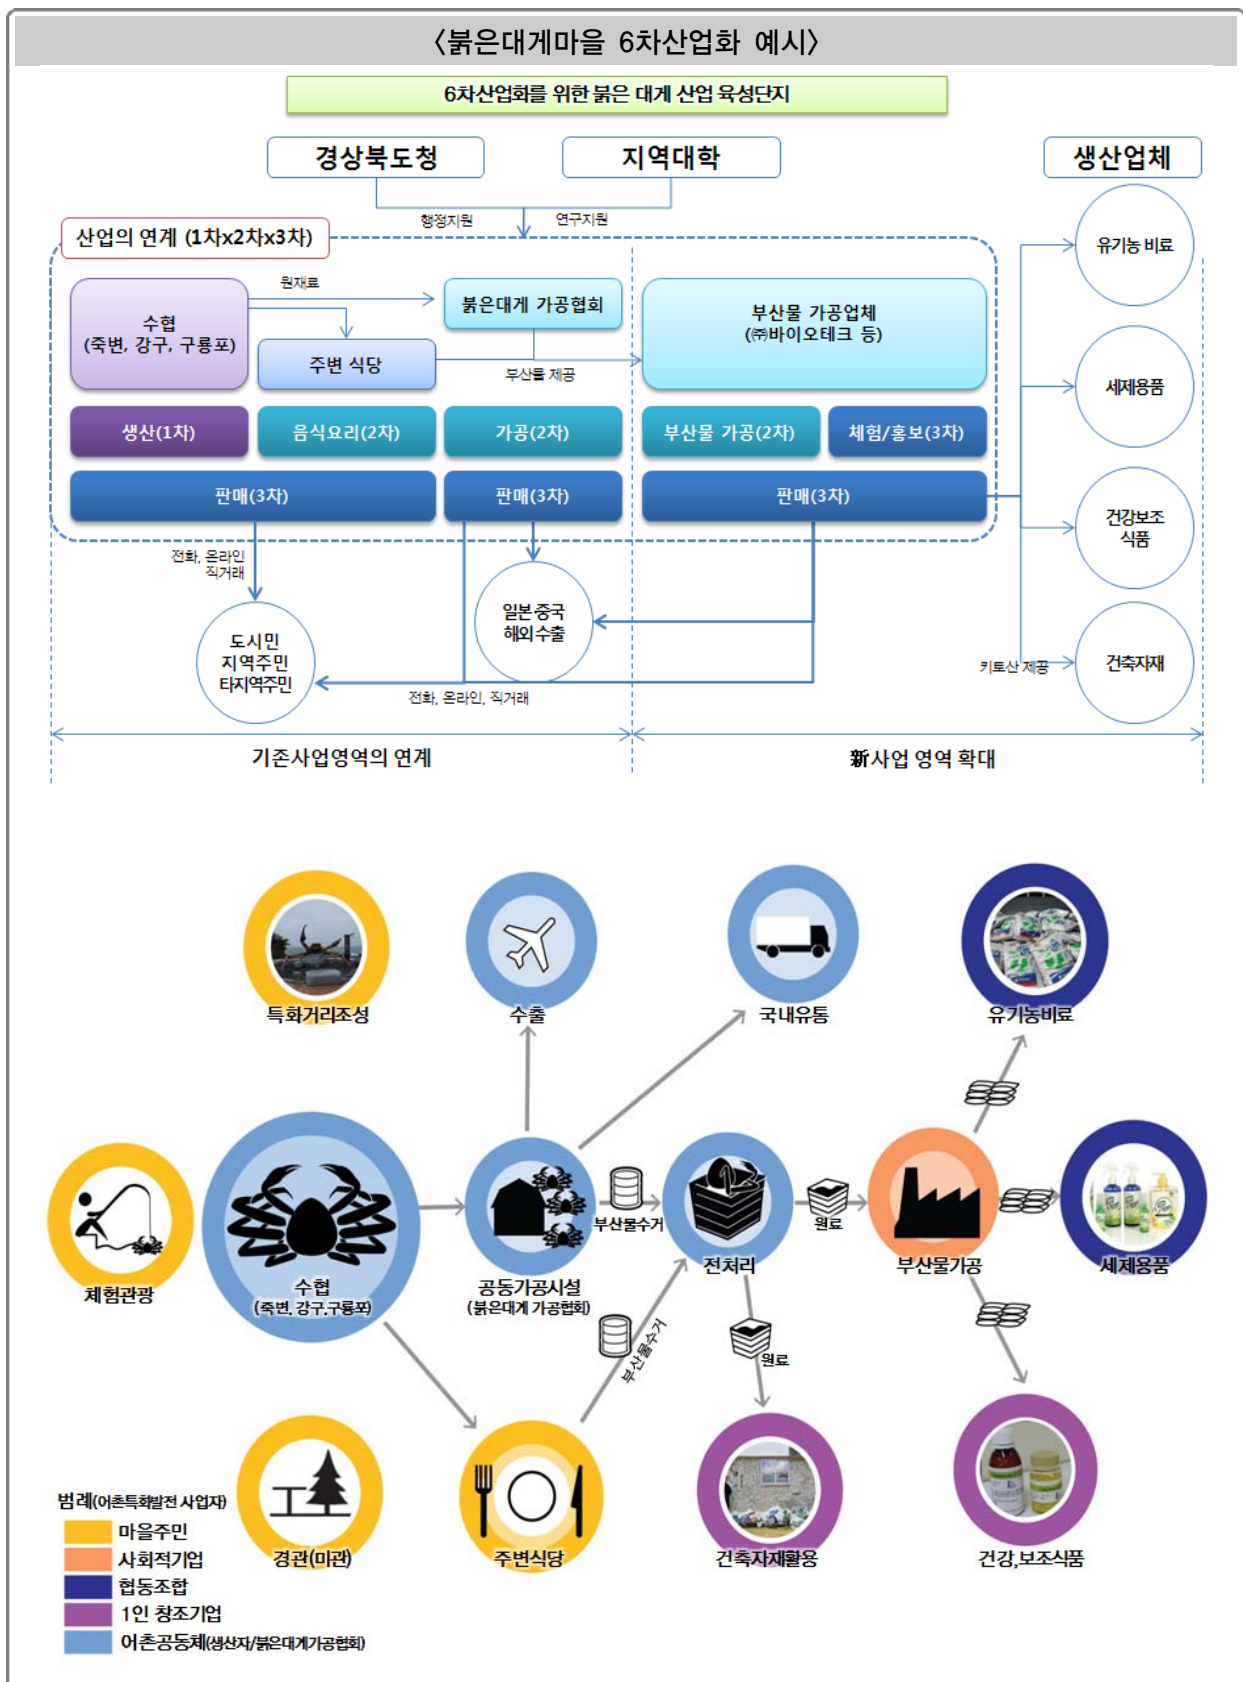 <붉은대게마을 6차산업화 예시>
6차산업화를 위한 붉은 대게 산업 육성단지
경상북도청
지역대학
생산업체
행정지원
연구지원
산업의 연계 (1차x2차x3차)
유기농 비료
원재료
수협
(죽변, 강구, 구룡포)
붉은대게 가공협회
주변 식당
부산물 제공
부산물 가공업체
(㈜바이오테크 등)
세제용품
생산(1차)
음식요리(2차)
가공(2차)
부산물 가공(2차)
체험/홍보(3차)
판매(3차)
판매(3차)
판매(3차)
건강보조
식품
전화, 온라인
직거래
일본·중국
해외 수출
도시민
지역주민
타지역주민
키토산 제공
건축자재
전화, 온라인, 직거래
기존사업영역의 연계
新사업 영역 확대
특화거리조성
수출
국내유통
유기농비료
체험관광
수협
(죽변, 강구,구룡포)
공동가공시설
(붉은대게 가공협회)
부산물수거
전처리
원료
부산물가공
세제용품
부산물수거
원료
경관(미관)
주변식당
건축자재활용
건강,보조식품
범례(어촌특화발전 사업자)
마을주민
사회적기업
협동조합
1인 창조기업
어촌공동체(생산자/붉은대게가공협회)